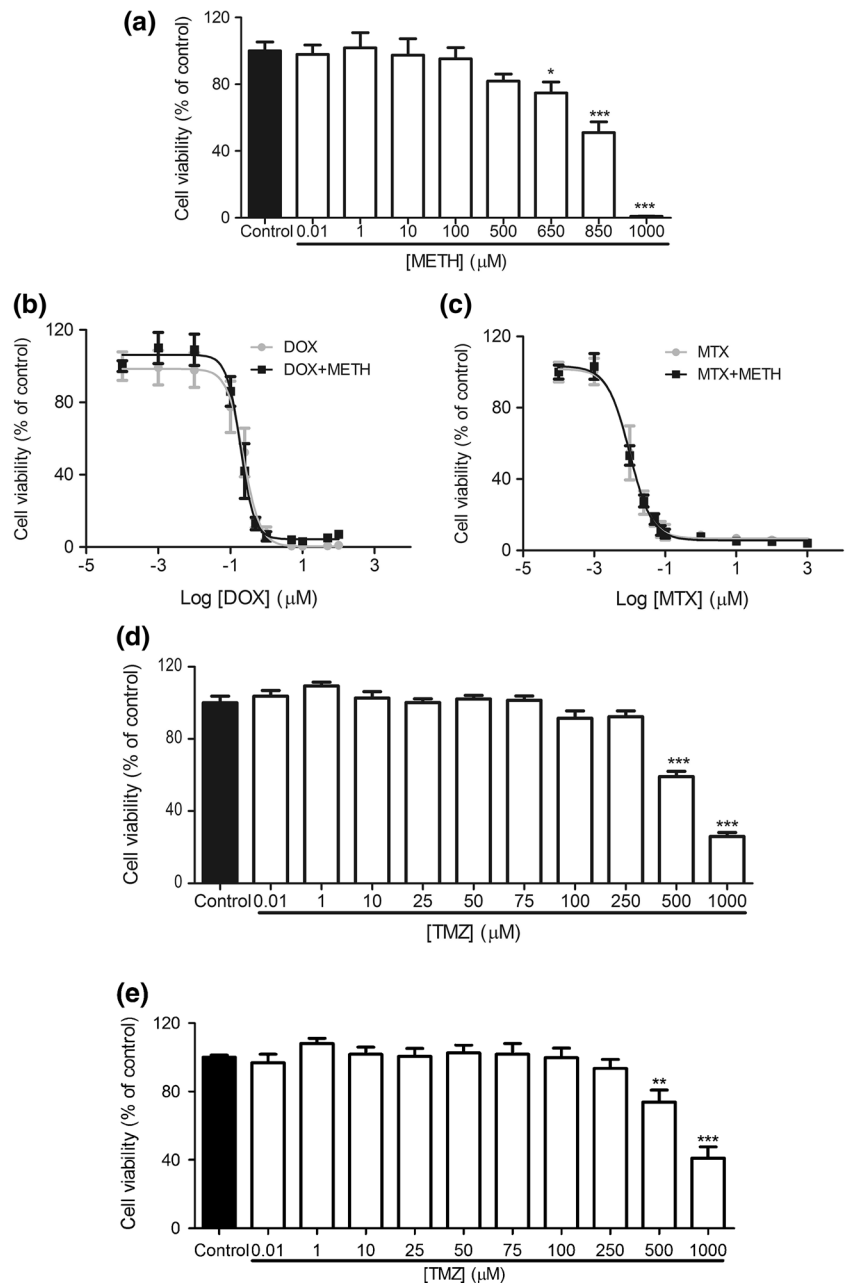 (a)
Cell viability (% of control)
120
80
40
0
*
***
***
Control 0.01 1 10 100 500 650 850 1000
[METH] (μM)
(b)
Cell viability (% of control)
120
80
40
0
DOX
DOX+METH
-5 -3 -1 1 3
Log [DOX] (μM)
(c)
Cell viability (% of control)
120
80
40
0
MTX
MTX+METH
-5 -3 -1 1 3
Log [MTX] (μM)
(d)
Cell viability (% of control)
120
80
40
0
***
***
Control 0.01 1 10 25 50 75 100 250 500 1000
[TMZ] (μM)
(e)
Cell viability (% of control)
120
80
40
0
**
***
Control 0.01 1 10 25 50 75 100 250 500 1000
[TMZ] (μM)